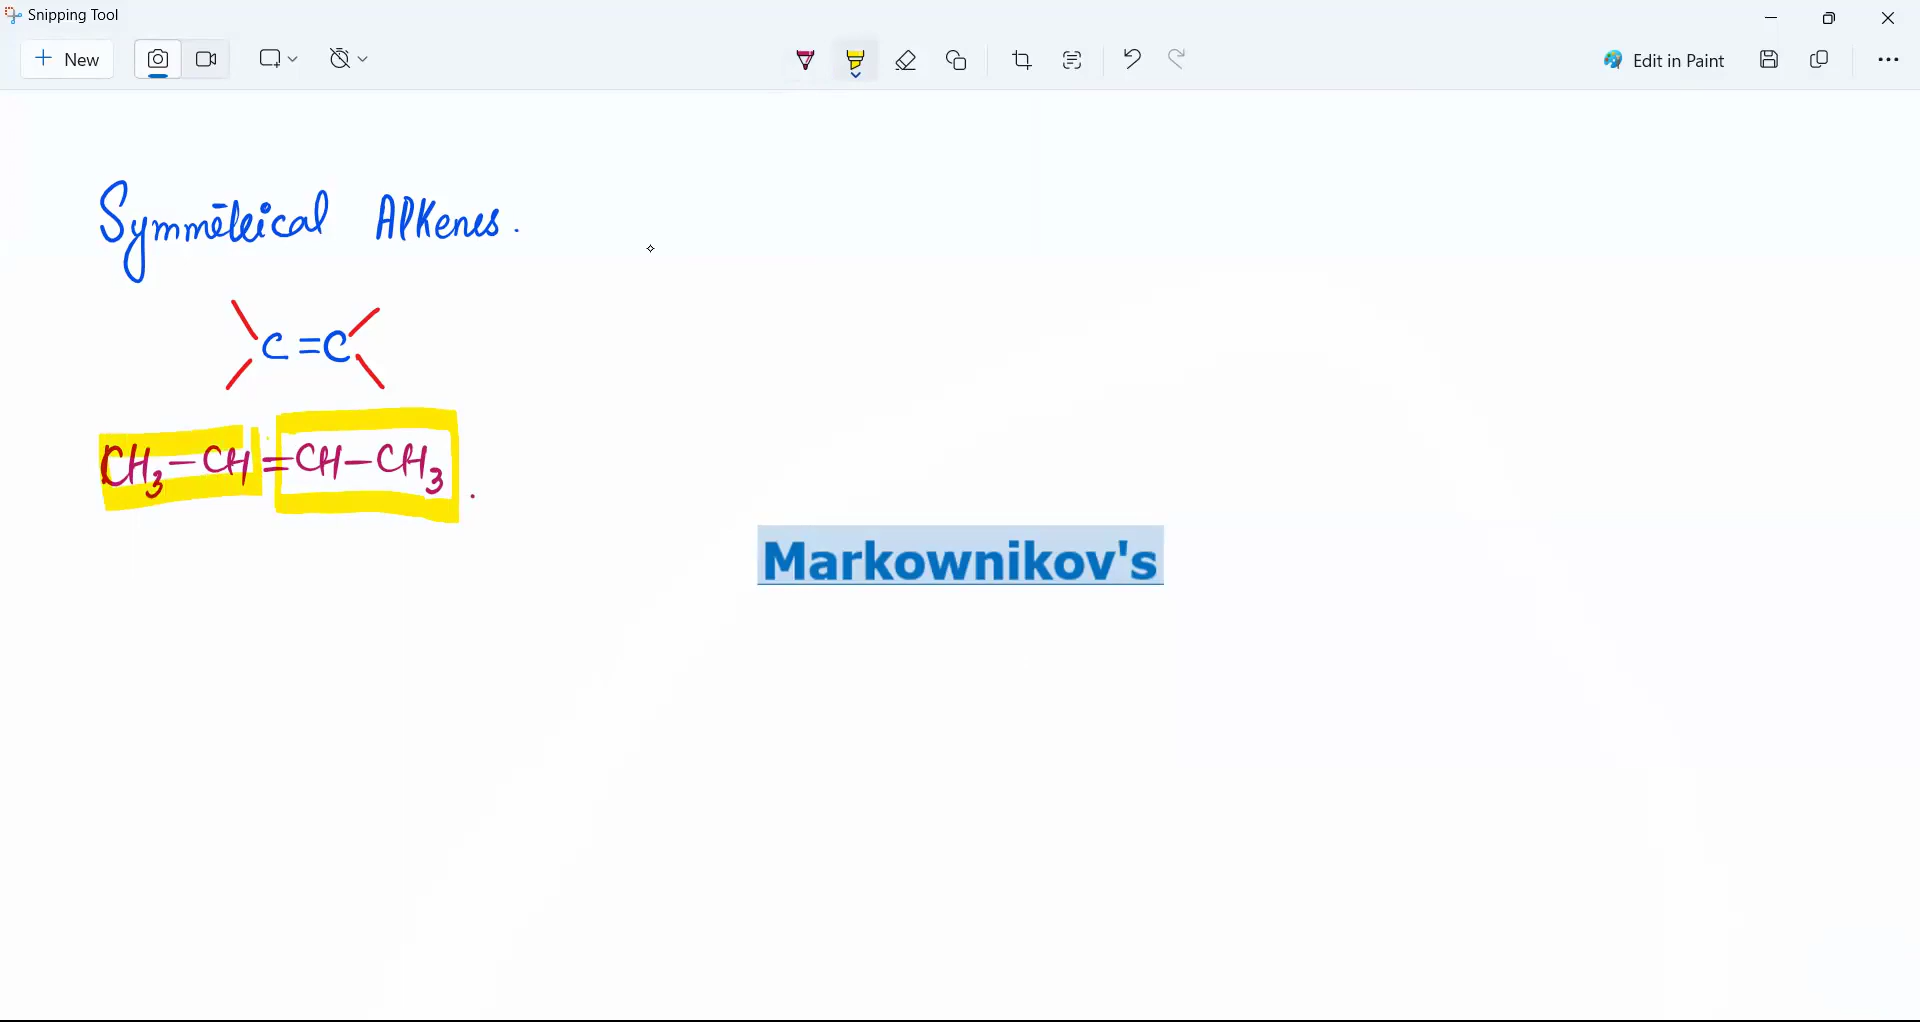 Snipping Tool
New
Edit in Paint
Symmetrical Alkenes.
C=C
CH₃-CH=CH-CH₃.
Markownikov's